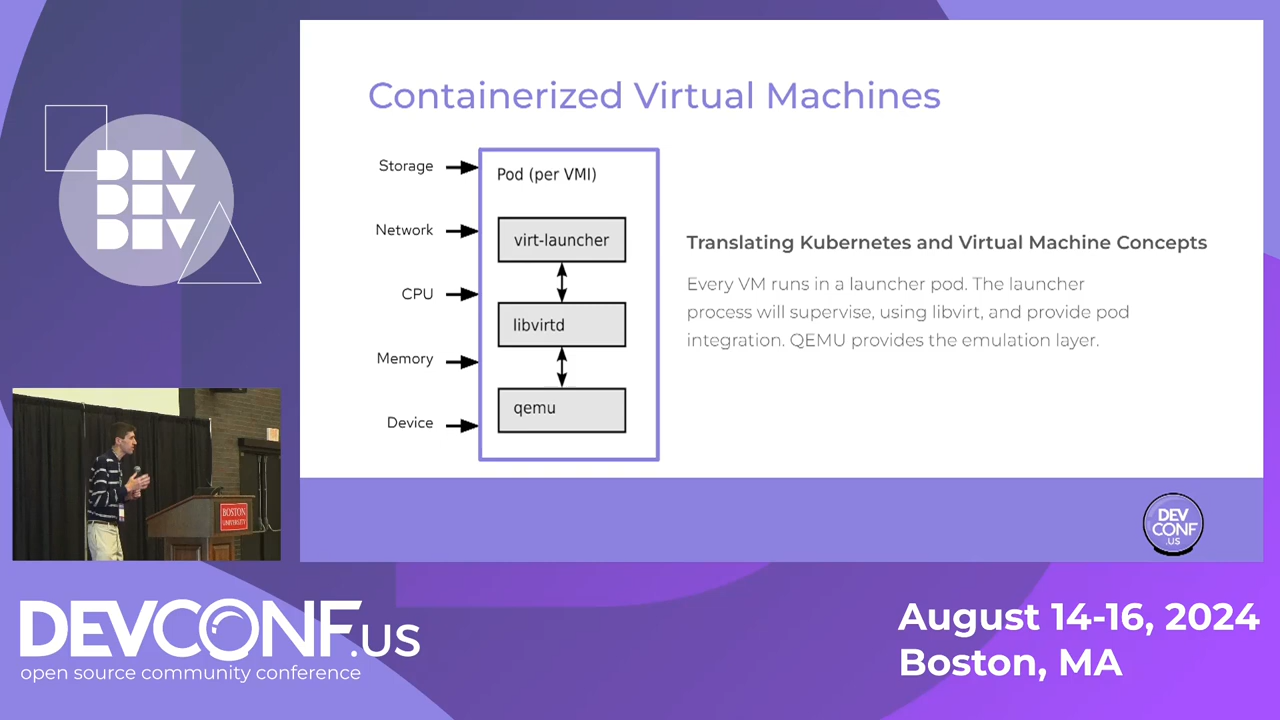 DEV
DEV
DEV
Containerized Virtual Machines
Storage
Network
CPU
Memory
Device
Pod (per VMI)
virt-launcher
libvirtd
qemu
Translating Kubernetes and Virtual Machine Concepts
Every VM runs in a launcher pod. The launcher
process will supervise, using libvirt, and provide pod
integration. QEMU provides the emulation layer.
BOSTON
UNIVERSITY
DEV
CONF
.US
DEVCONF.US
open source community conference
August 14-16, 2024
Boston, MA